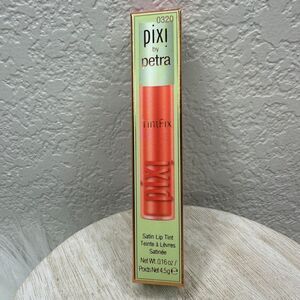 0320
pixi
by
petra
TintFix
pixi
Satin Lip Tint
Teinte à Lèvres
Satinée
Net Wt. 0.16 oz /
Poids Net 4.5g ℮